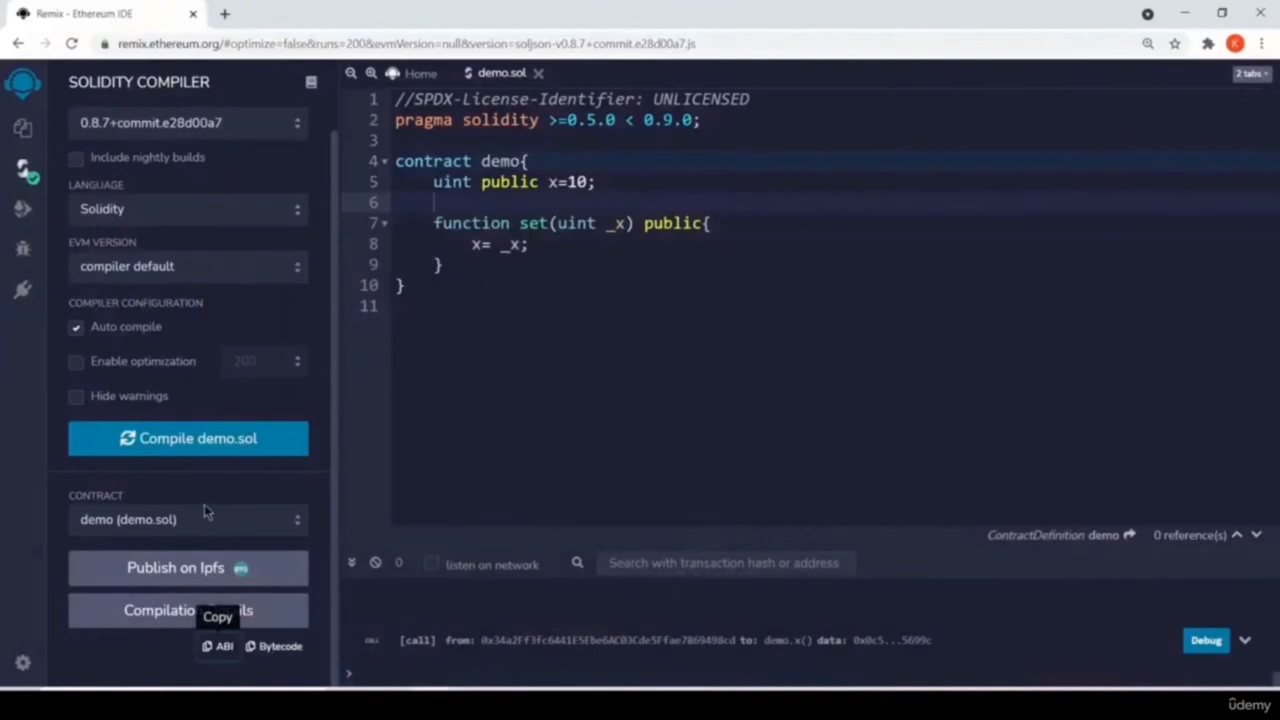 Remix - Ethereum IDE
remix.ethereum.org/#optimize=false&runs=200&evmVersion=null&version=soljson-v0.8.7+commit.e28d00a7.js
K
SOLIDITY COMPILER
0.8.7+commit.e28d00a7
Include nightly builds
LANGUAGE
Solidity
EVM VERSION
compiler default
COMPILER CONFIGURATION
Auto compile
Enable optimization
200
Hide warnings
Compile demo.sol
CONTRACT
demo (demo.sol)
Publish on Ipfs
Compilatio ils
Copy
ABI
Bytecode
Home
demo.sol
2 tabs
1 //SPDX-License-Identifier: UNLICENSED
2 pragma solidity >=0.5.0 < 0.9.0;
3
4 contract demo{
5 uint public x=10;
6
7 function set(uint _x) public{
8 x= _x;
9 }
10 }
11
ContractDefinition demo
0 reference(s)
0
listen on network
Search with transaction hash or address
CALL [call] from: 0x34a2Ff3fc6441E5Ebe6AC03Cde5Ffae7869498cd to: demo.x() data: 0x0c5...5699c
Debug
>
ûdemy